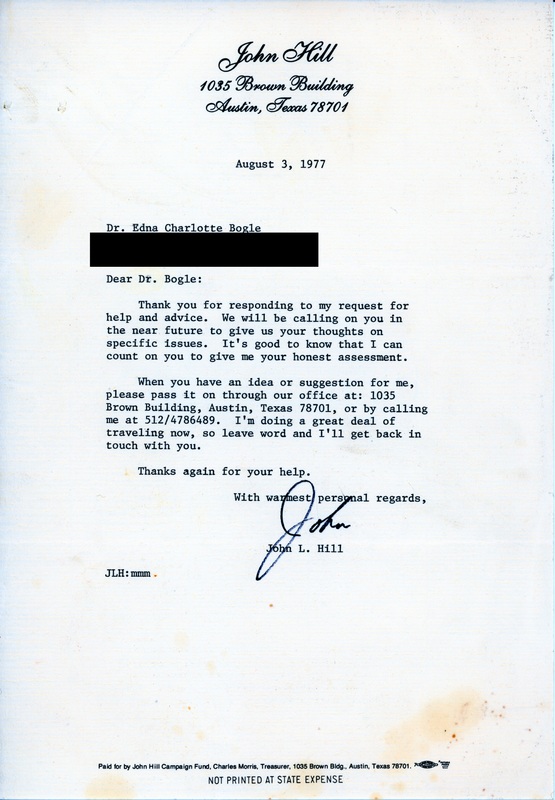 John Hill
1035 Brown Building
Austin, Texas 78701
August 3, 1977
Dr. Edna Charlotte Bogle
Dear Dr. Bogle:
Thank you for responding to my request for
help and advice. We will be calling on you in
the near future to give us your thoughts on
specific issues. It's good to know that I can
count on you to give me your honest assessment.
When you have an idea or suggestion for me,
please pass it on through our office at: 1035
Brown Building, Austin, Texas 78701, or by calling
me at 512/4786489. I'm doing a great deal of
traveling now, so leave word and I'll get back in
touch with you.
Thanks again for your help.
With warmest personal regards,
John
John L. Hill
JLH:mmm
Paid for by John Hill Campaign Fund, Charles Morris, Treasurer, 1035 Brown Bldg., Austin, Texas 78701.
NOT PRINTED AT STATE EXPENSE